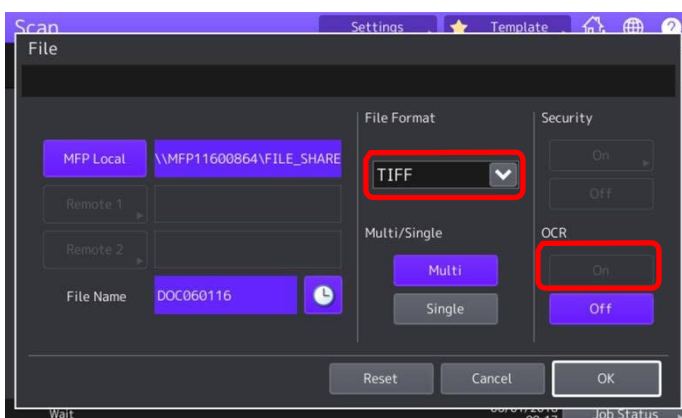 Scan Settings Template ?
File
File Format Security
MFP Local \\MFP11600864\FILE_SHARE On
TIFF
Remote 1 Off
Multi/Single OCR
Remote 2
Multi On
File Name DOC060116
Single Off
Reset Cancel OK
Wait Job Status